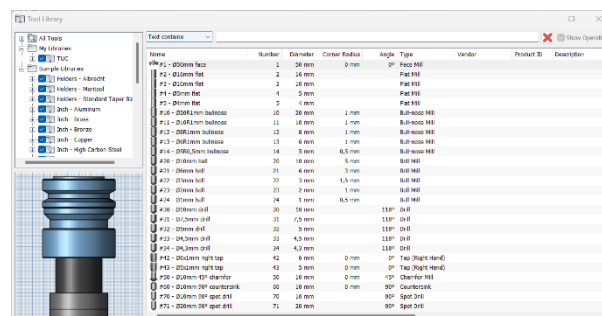 Tool Library
All Tools
My Libraries
TUC
Sample Libraries
Holders - Albrecht
Holders - Maritool
Holders - Standard Taper Bla
Inch - Aluminum
Inch - Brass
Inch - Bronze
Inch - Copper
Inch - High Carbon Steel
Text contains
Show Operati
Name Number Diameter Corner Radius Angle Type Vendor Product ID Description
#1 - Ø50mm face 1 50 mm 0 mm 0° Face Mill
#2 - Ø16mm flat 2 16 mm Flat Mill
#3 - Ø10mm flat 3 10 mm Flat Mill
#4 - Ø5mm flat 4 5 mm Flat Mill
#5 - Ø4mm flat 5 4 mm Flat Mill
#10 - Ø20R1mm bullnose 10 20 mm 1 mm Bull-nose Mill
#11 - Ø10R1mm bullnose 11 10 mm 1 mm Bull-nose Mill
#12 - Ø8R1mm bullnose 12 8 mm 1 mm Bull-nose Mill
#13 - Ø6R1mm bullnose 13 6 mm 1 mm Bull-nose Mill
#14 - Ø5R0,5mm bullnose 14 5 mm 0,5 mm Bull-nose Mill
#20 - Ø10mm ball 20 10 mm 5 mm Ball Mill
#21 - Ø6mm ball 21 6 mm 3 mm Ball Mill
#22 - Ø3mm ball 22 3 mm 1,5 mm Ball Mill
#23 - Ø2mm ball 23 2 mm 1 mm Ball Mill
#24 - Ø1mm ball 24 1 mm 0,5 mm Ball Mill
#30 - Ø10mm drill 30 10 mm 118° Drill
#31 - Ø7,5mm drill 31 7,5 mm 118° Drill
#32 - Ø5mm drill 32 5 mm 118° Drill
#33 - Ø4,5mm drill 33 4,5 mm 118° Drill
#34 - Ø4,2mm drill 34 4,2 mm 118° Drill
#42 - Ø6x1mm right tap 42 6 mm 0 mm 0° Tap (Right Hand)
#43 - Ø5x1mm right tap 43 5 mm 0 mm 0° Tap (Right Hand)
#50 - Ø10mm 45° chamfer 50 10 mm 0 mm 45° Chamfer Mill
#60 - Ø10mm 90° countersink 60 10 mm 0 mm 90° Countersink
#70 - Ø10mm 90° spot drill 70 10 mm 90° Spot Drill
#71 - Ø20mm 90° spot drill 71 20 mm 90° Spot Drill